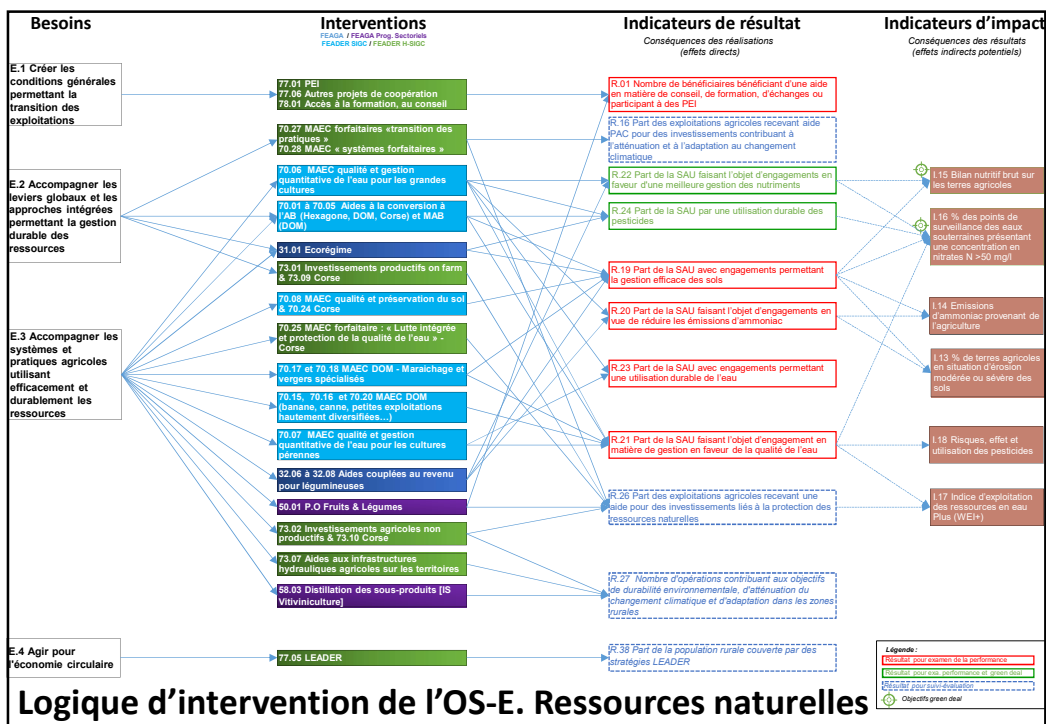 Besoins
Interventions
FEAGA / FEAGA Prog. Sectoriels
FEADER SIGC / FEADER H-SIGC
Indicateurs de résultat
Conséquences des réalisations
(effets directs)
Indicateurs d’impact
Conséquences des résultats
(effets indirects potentiels)
E.1 Créer les
conditions générales
permettant la
transition des
exploitations
E.2 Accompagner les
leviers globaux et les
approches intégrées
permettant la gestion
durable des
ressources
E.3 Accompagner les
systèmes et
pratiques agricoles
utilisant
efficacement et
durablement les
ressources
E.4 Agir pour
l'économie circulaire
77.01 PEI
77.06 Autres projets de coopération
78.01 Accès à la formation, au conseil
70.27 MAEC forfaitaires «transition des
pratiques »
70.28 MAEC « systèmes forfaitaires »
70.06 MAEC qualité et gestion
quantitative de l’eau pour les grandes
cultures
70.01 à 70.05 Aides à la conversion à
l’AB (Hexagone, DOM, Corse) et MAB
(DOM)
31.01 Ecorégime
73.01 Investissements productifs on farm
& 73.09 Corse
70.08 MAEC qualité et préservation du sol
& 70.24 Corse
70.25 MAEC forfaitaire : « Lutte intégrée
et protection de la qualité de l’eau » -
Corse
70.17 et 70.18 MAEC DOM - Maraichage et
vergers spécialisés
70.15, 70.16 et 70.20 MAEC DOM
(banane, canne, petites exploitations
hautement diversifiées…)
70.07 MAEC qualité et gestion
quantitative de l’eau pour les cultures
pérennes
32.06 à 32.08 Aides couplées au revenu
pour légumineuses
50.01 P.O Fruits & Légumes
73.02 Investissements agricoles non
productifs & 73.10 Corse
73.07 Aides aux infrastructures
hydrauliques agricoles sur les territoires
58.03 Distillation des sous-produits [IS
Vitiviniculture]
77.05 LEADER
R.01 Nombre de bénéficiaires bénéficiant d’une aide
en matière de conseil, de formation, d’échanges ou
participant à des PEI
R.16 Part des exploitations agricoles recevant aide
PAC pour des investissements contribuant à
l’atténuation et à l’adaptation au changement
climatique
R.22 Part de la SAU faisant l’objet d’engagements en
faveur d’une meilleure gestion des nutriments
R.24 Part de la SAU par une utilisation durable des
pesticides
R.19 Part de la SAU avec engagements permettant
la gestion efficace des sols
R.20 Part de la SAU faisant l’objet d’engagements en
vue de réduire les émissions d’ammoniac
R.23 Part de la SAU avec engagements permettant
une utilisation durable de l’eau
R.21 Part de la SAU faisant l’objet d’engagement en
matière de gestion en faveur de la qualité de l’eau
R.26 Part des exploitations agricoles recevant une
aide pour des investissements liés à la protection des
ressources naturelles
R.27 Nombre d’opérations contribuant aux objectifs
de durabilité environnementale, d’atténuation du
changement climatique et d’adaptation dans les zones
rurales
R.38 Part de la population rurale couverte par des
stratégies LEADER
I.15 Bilan nutritif brut sur
les terres agricoles
I.16 % des points de
surveillance des eaux
souterraines présentant
une concentration en
nitrates N >50 mg/l
I.14 Emissions
d’ammoniac provenant de
l’agriculture
I.13 % de terres agricoles
en situation d’érosion
modérée ou sévère des
sols
I.18 Risques, effet et
utilisation des pesticides
I.17 Indice d’exploitation
des ressources en eau
Plus (WEI+)
Légende :
Résultat pour examen de la performance
Résultat pour exa. performance et green deal
Résultat pour suivi-évaluation
Objectifs green deal
Logique d’intervention de l’OS-E. Ressources naturelles